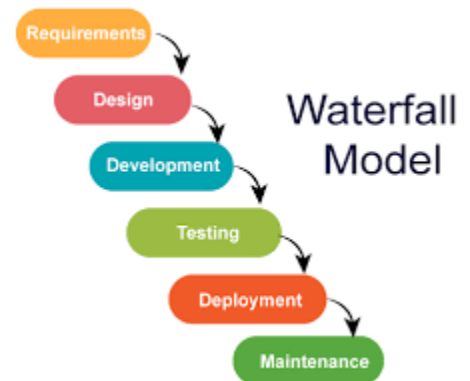 Requirements
Design
Waterfall
Model
Development
Testing
Deployment
Maintenance